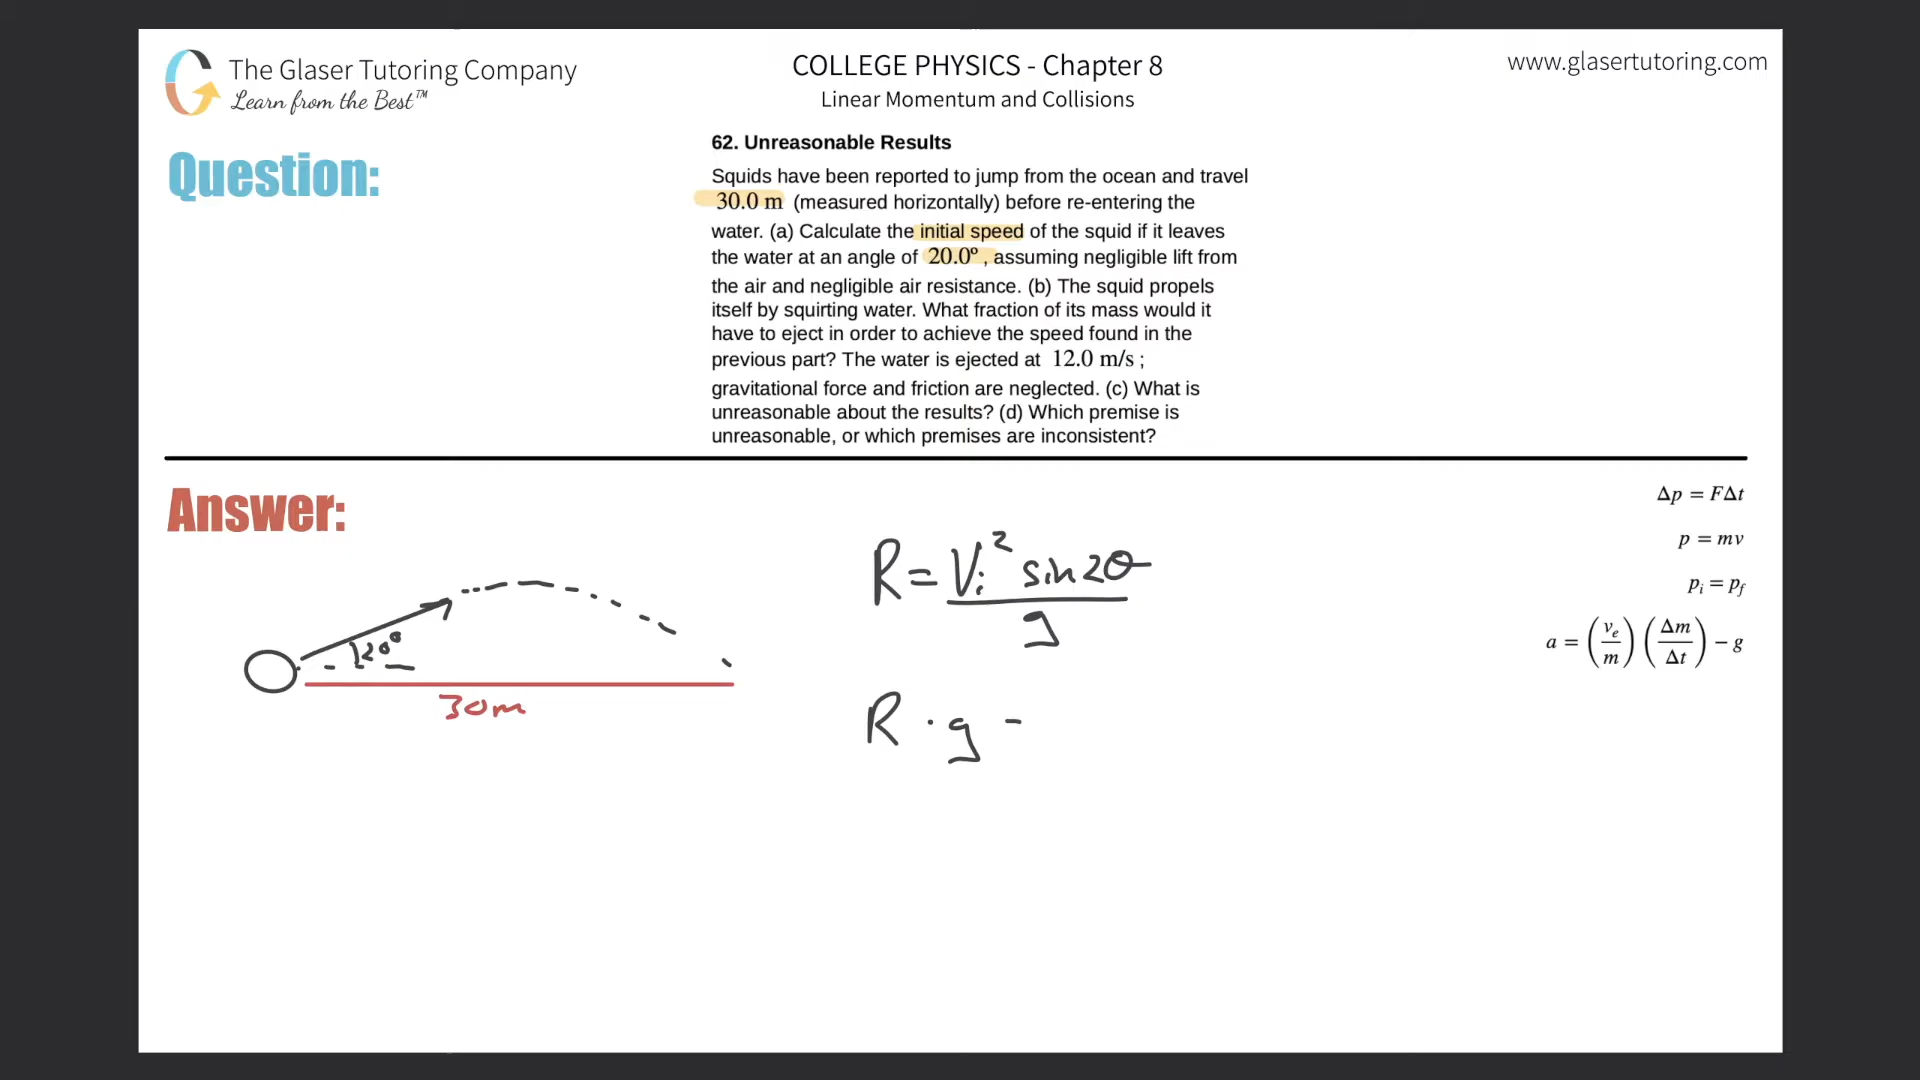 The Glaser Tutoring Company
Learn from the Best™
COLLEGE PHYSICS - Chapter 8
Linear Momentum and Collisions
www.glasertutoring.com
Question:
62. Unreasonable Results
Squids have been reported to jump from the ocean and travel
30.0 m (measured horizontally) before re-entering the
water. (a) Calculate the initial speed of the squid if it leaves
the water at an angle of 20.0º , assuming negligible lift from
the air and negligible air resistance. (b) The squid propels
itself by squirting water. What fraction of its mass would it
have to eject in order to achieve the speed found in the
previous part? The water is ejected at 12.0 m/s ;
gravitational force and friction are neglected. (c) What is
unreasonable about the results? (d) Which premise is
unreasonable, or which premises are inconsistent?
Answer:
Δp = FΔt
p = mv
p_i = p_f
a = (v_e/m) (Δm/Δt) − g
20°
30m
R = V_i² sin2θ / g
R · g -